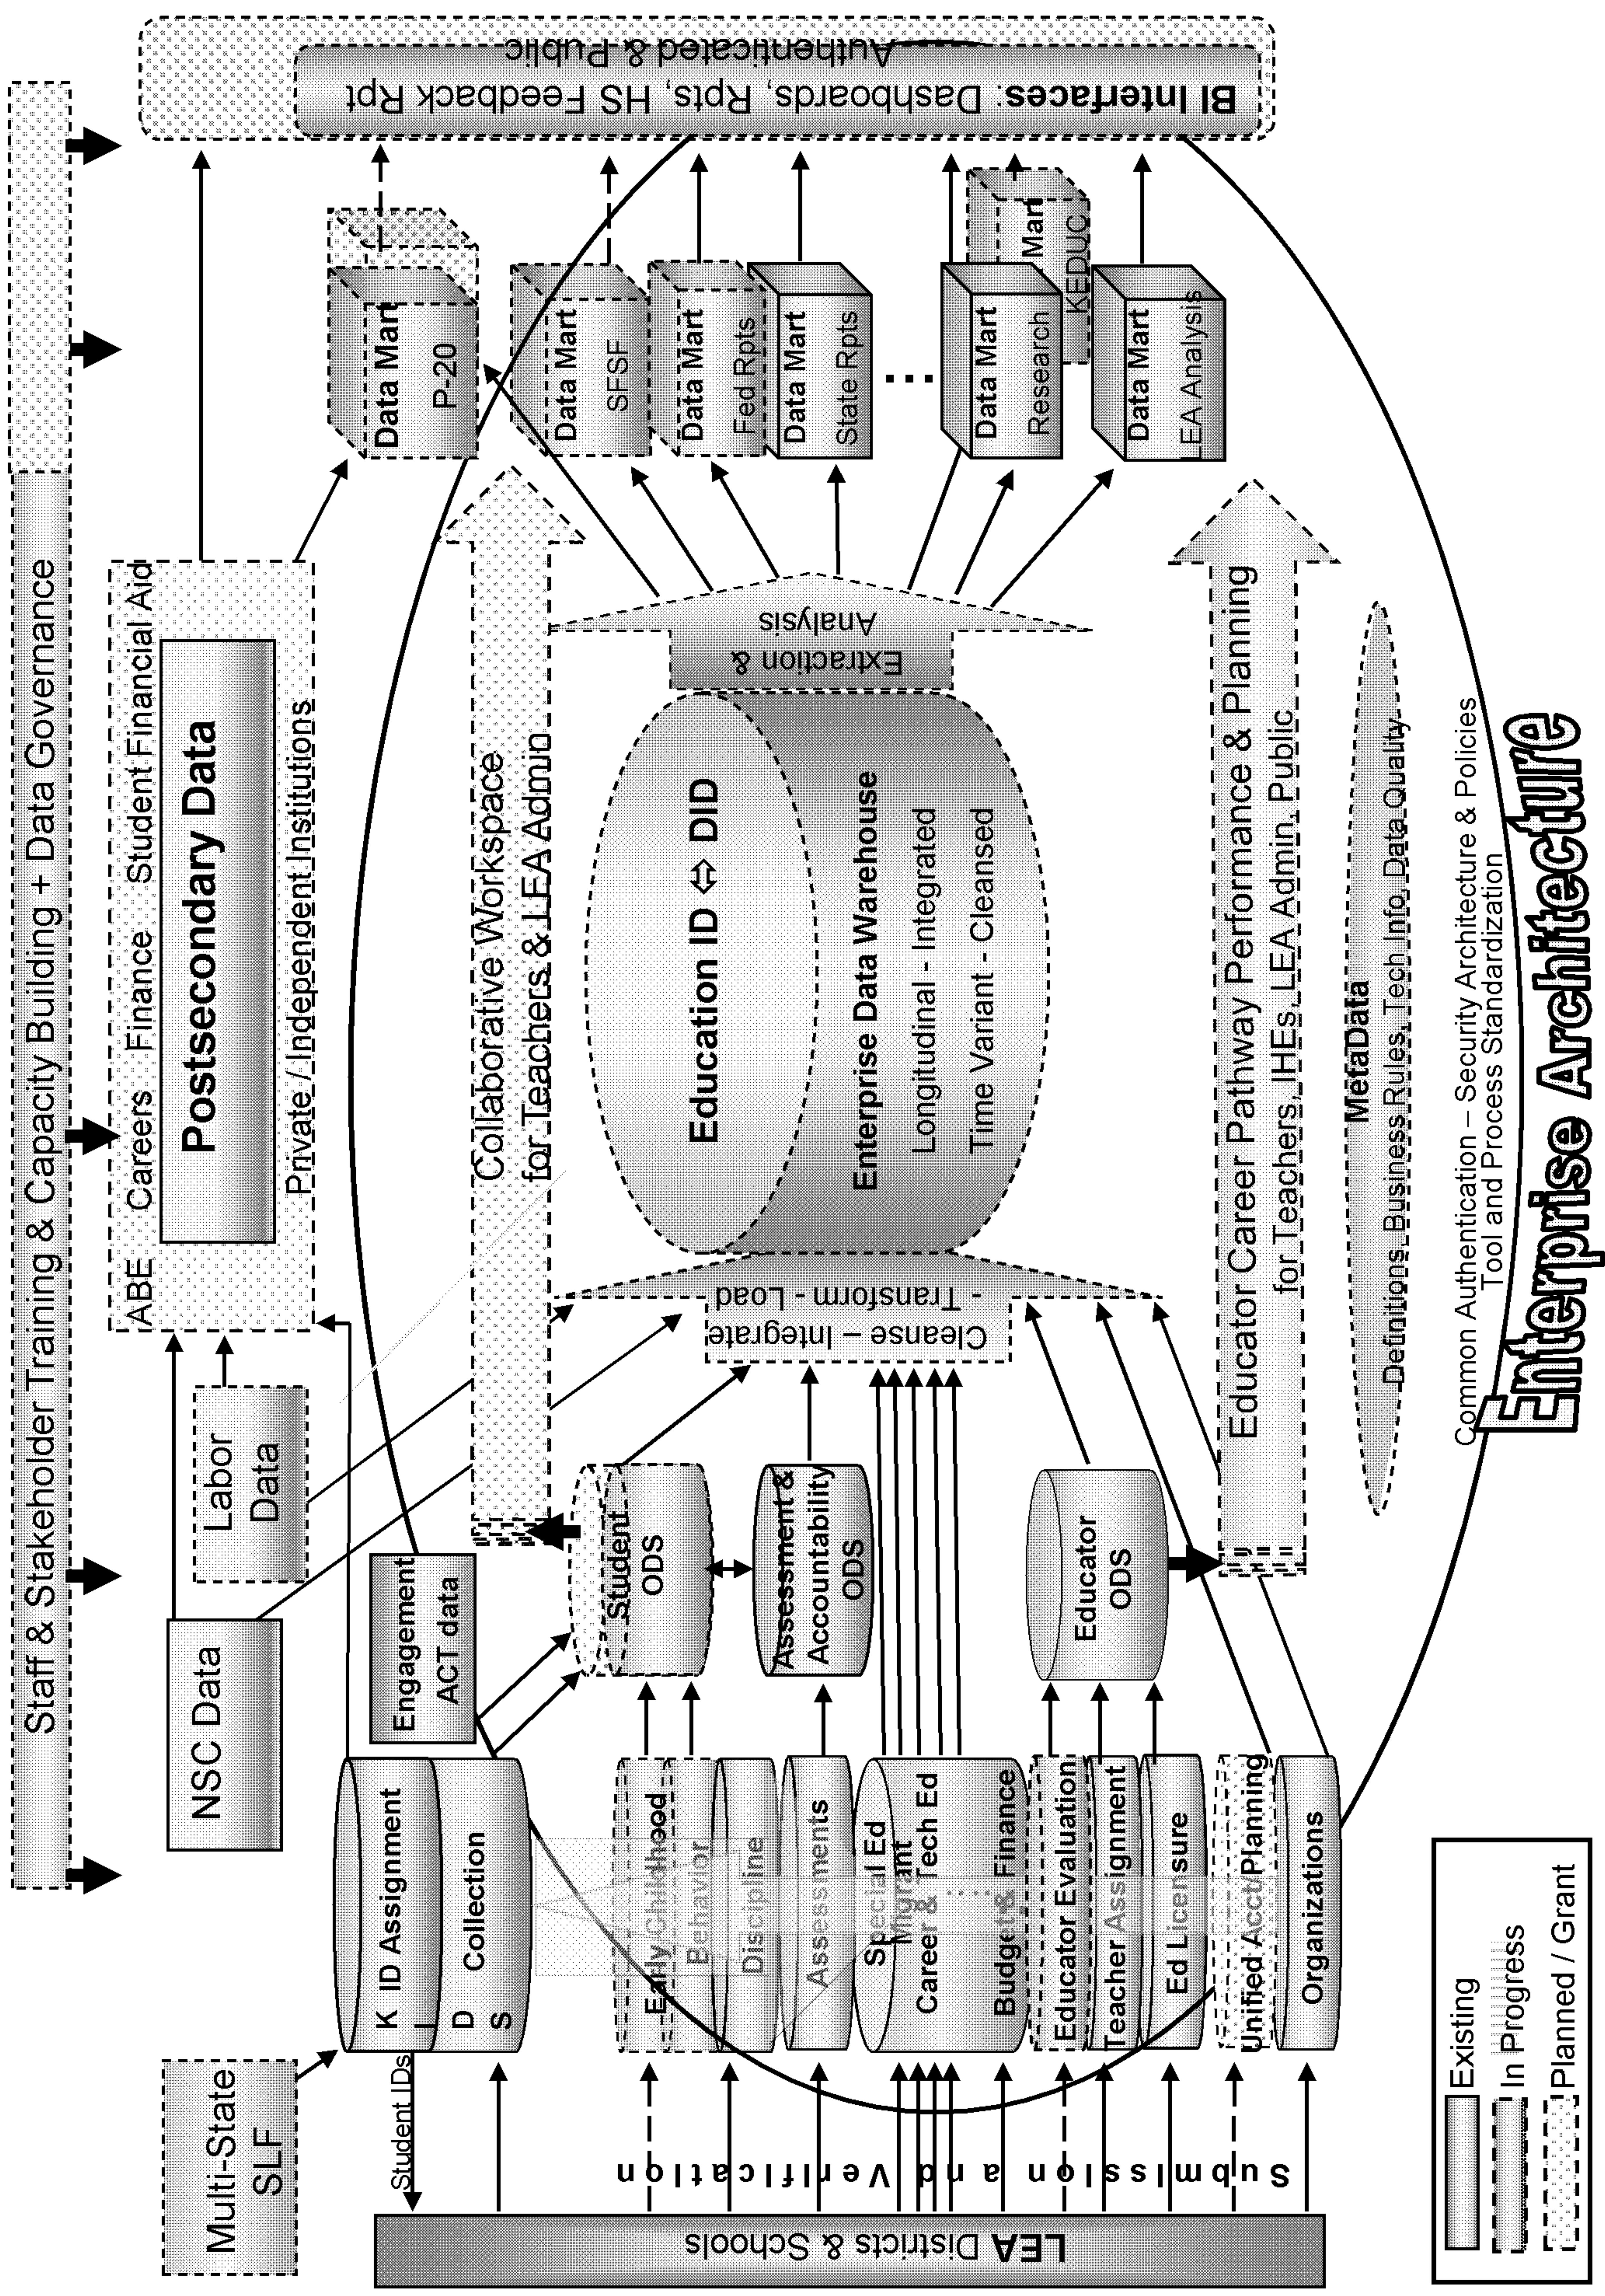 Staff & Stakeholder Training & Capacity Building + Data Governance
Multi-State
SLF
NSC Data
Labor
Data
ABE Careers Finance Student Financial Aid
Postsecondary Data
Private / Independent Institutions
Student IDs
K ID Assignment
I
D Collection
S
Engagement
ACT data
Collaborative Workspace
for Teachers & LEA Admin
LEA Districts & Schools
Submission and Verification
Early Childhood
Behavior
Discipline
Assessments
Special Ed
Migrant
Career & Tech Ed
Budget & Finance
Educator Evaluation
Teacher Assignment
Ed Licensure
Unified Acct/Planning
Organizations
Student
ODS
Assessment &
Accountability
ODS
Educator
ODS
Cleanse – Integrate
- Transform - Load
Education ID ⇔ DID
Enterprise Data Warehouse
Longitudinal - Integrated
Time Variant - Cleansed
Extraction &
Analysis
Data Mart
P-20
Data Mart
SFSF
Data Mart
Fed Rpts
Data Mart
State Rpts
...
Data Mart
Research
Mart
KEDUC
Data Mart
LEA Analysis
BI Interfaces: Dashboards, Rpts, HS Feedback Rpt
Authenticated & Public
Educator Career Pathway Performance & Planning
for Teachers, IHEs, LEA Admin, Public
MetaData
Definitions, Business Rules, Tech Info, Data Quality
Common Authentication – Security Architecture & Policies
Tool and Process Standardization
Enterprise Architecture
Existing
In Progress
Planned / Grant